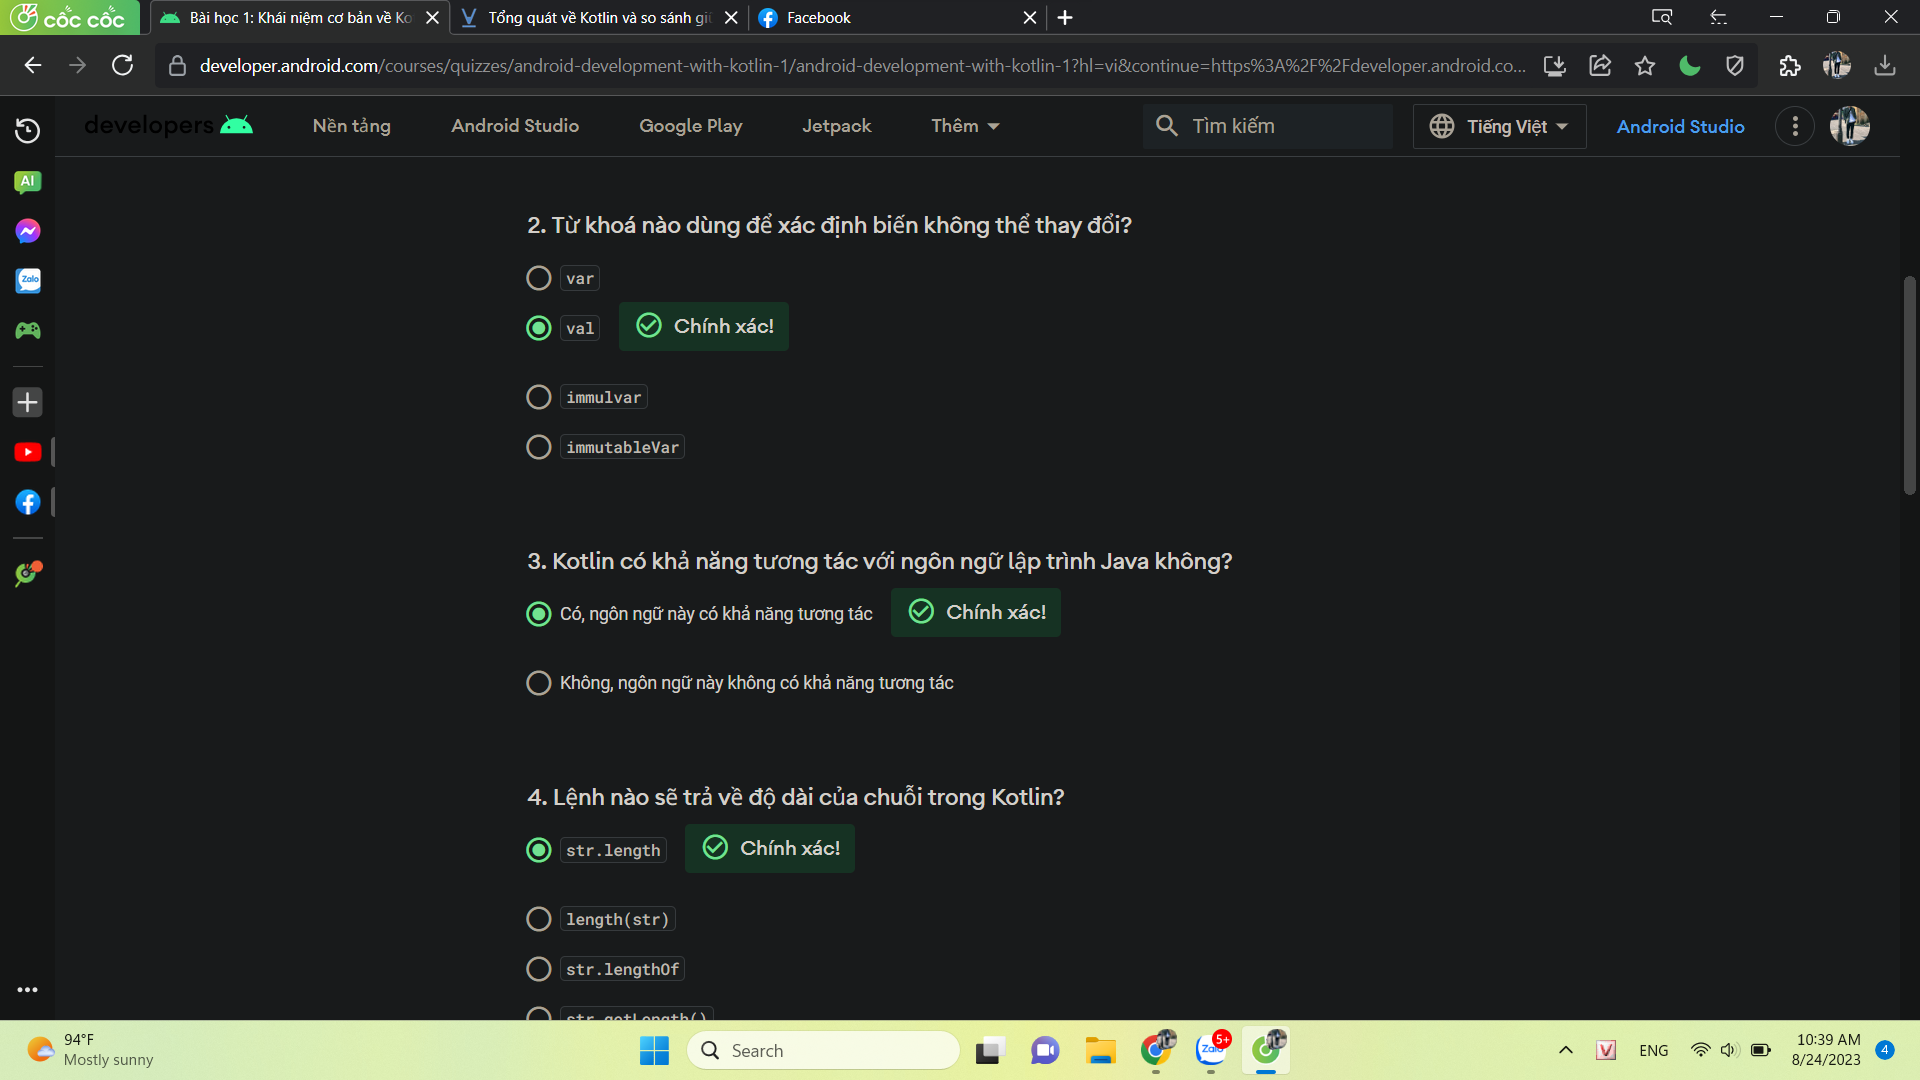 cốc cốc
Bài học 1: Khái niệm cơ bản về Ko
Tổng quát về Kotlin và so sánh gi
Facebook
developer.android.com/courses/quizzes/android-development-with-kotlin-1/android-development-with-kotlin-1?hl=vi&continue=https%3A%2F%2Fdeveloper.android.co...
developers
Nền tảng
Android Studio
Google Play
Jetpack
Thêm
Tìm kiếm
Tiếng Việt
Android Studio
AI
Zalo
2. Từ khoá nào dùng để xác định biến không thể thay đổi?
var
val
Chính xác!
immulvar
immutableVar
3. Kotlin có khả năng tương tác với ngôn ngữ lập trình Java không?
Có, ngôn ngữ này có khả năng tương tác
Chính xác!
Không, ngôn ngữ này không có khả năng tương tác
4. Lệnh nào sẽ trả về độ dài của chuỗi trong Kotlin?
str.length
Chính xác!
length(str)
str.lengthOf
str.getLength()
94°F
Mostly sunny
Search
Zalo
5+
V
ENG
10:39 AM
8/24/2023
4